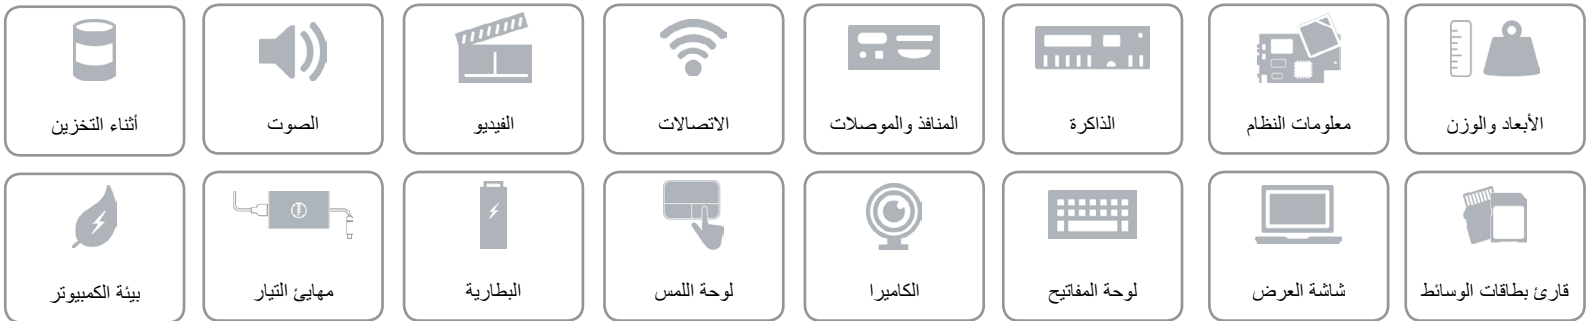 الأبعاد والوزن
معلومات النظام
الذاكرة
المنافذ والموصلات
الاتصالات
الفيديو
الصوت
أثناء التخزين
قارئ بطاقات الوسائط
شاشة العرض
لوحة المفاتيح
الكاميرا
لوحة اللمس
البطارية
مهايئ التيار
بيئة الكمبيوتر